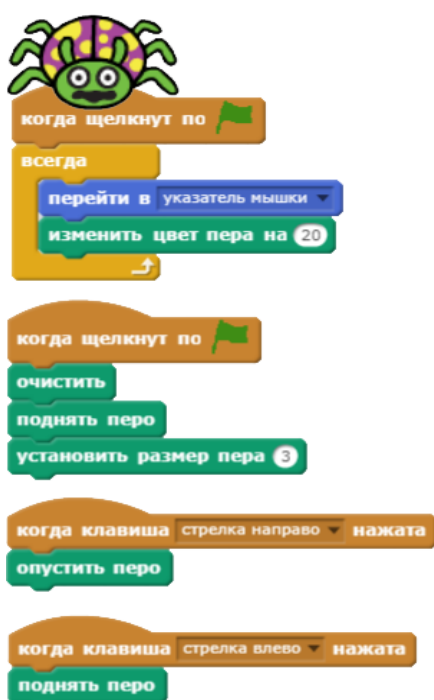 когда щелкнут по
всегда
перейти в указатель мышки
изменить цвет пера на 20
когда щелкнут по
очистить
поднять перо
установить размер пера 3
когда клавиша стрелка направо нажата
опустить перо
когда клавиша стрелка влево нажата
поднять перо